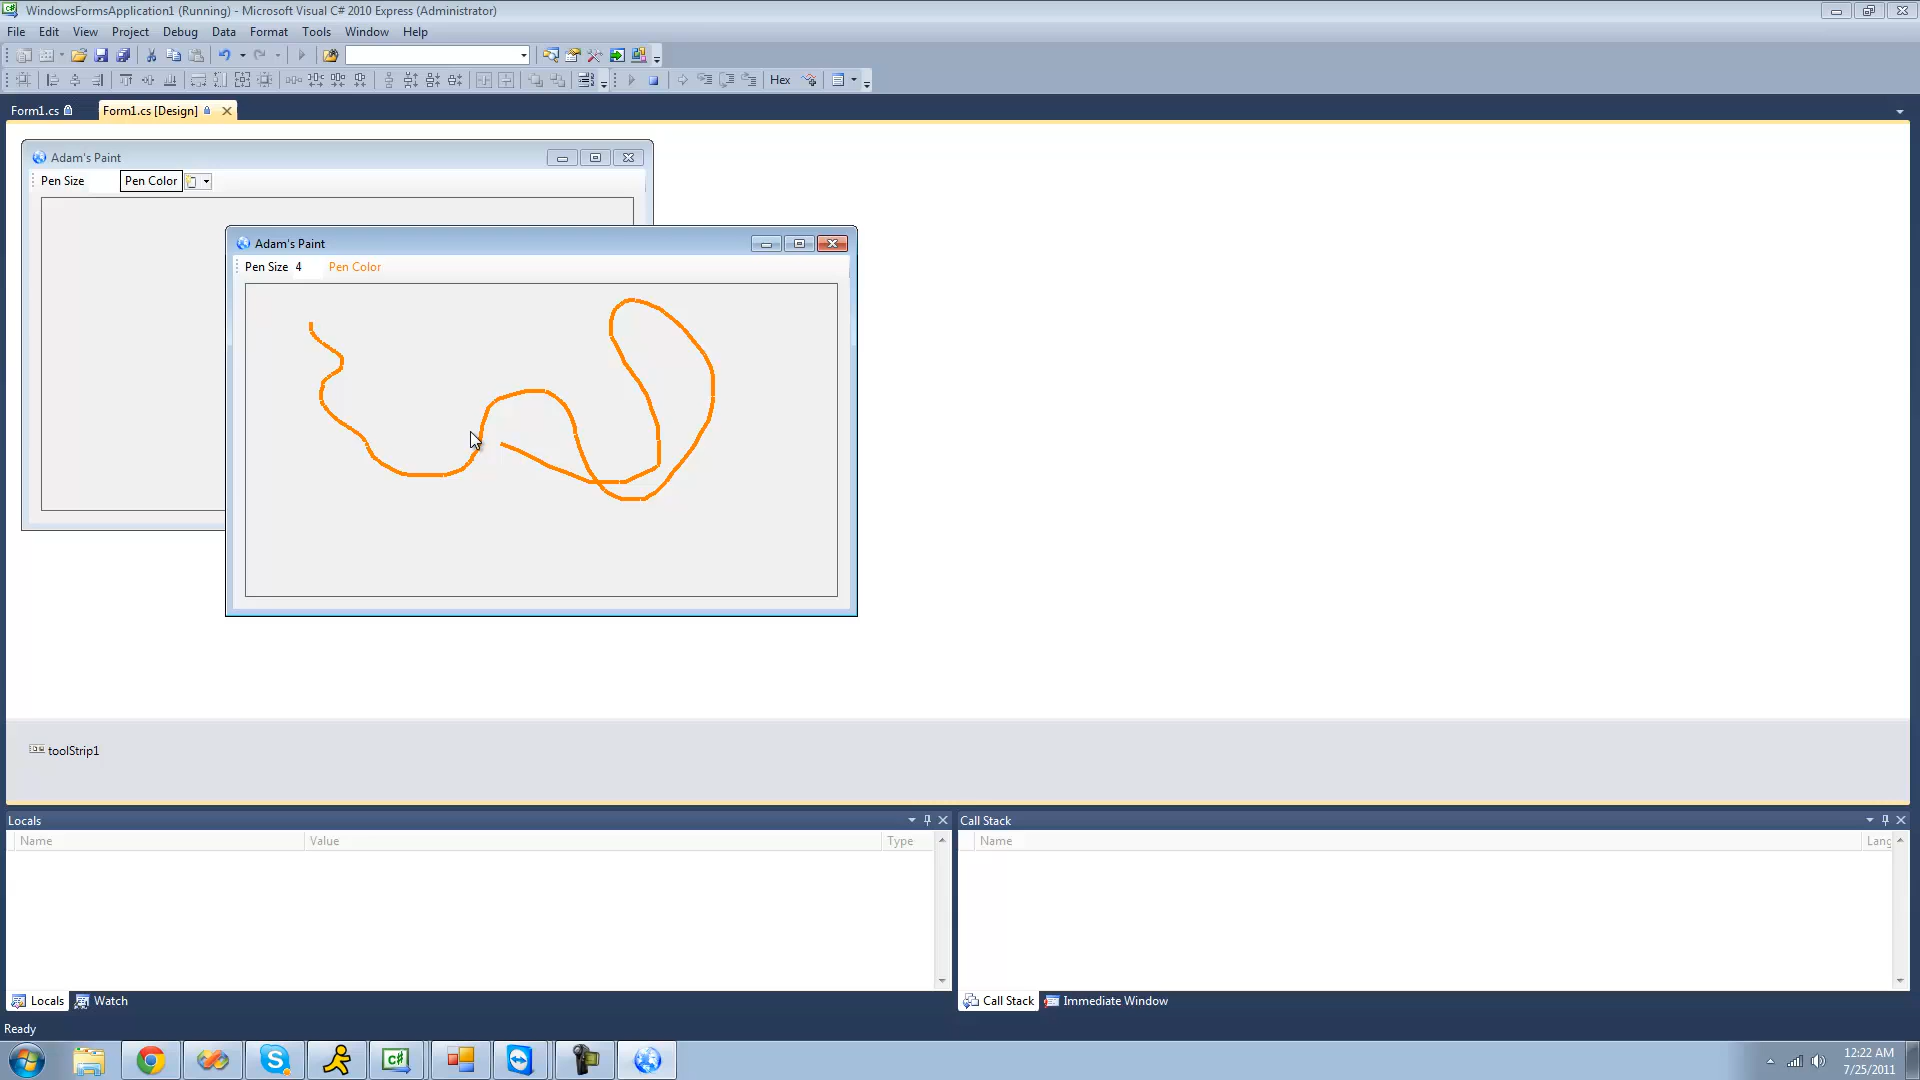 WindowsFormsApplication1 (Running) - Microsoft Visual C# 2010 Express (Administrator)
File Edit View Project Debug Data Format Tools Window Help
Hex
Form1.cs Form1.cs [Design]
Adam's Paint
Pen Size Pen Color
Adam's Paint
Pen Size 4 Pen Color
toolStrip1
Locals
Name Value Type
Call Stack
Name Lang
Locals Watch
Call Stack Immediate Window
Ready
C#
12:22 AM
7/25/2011